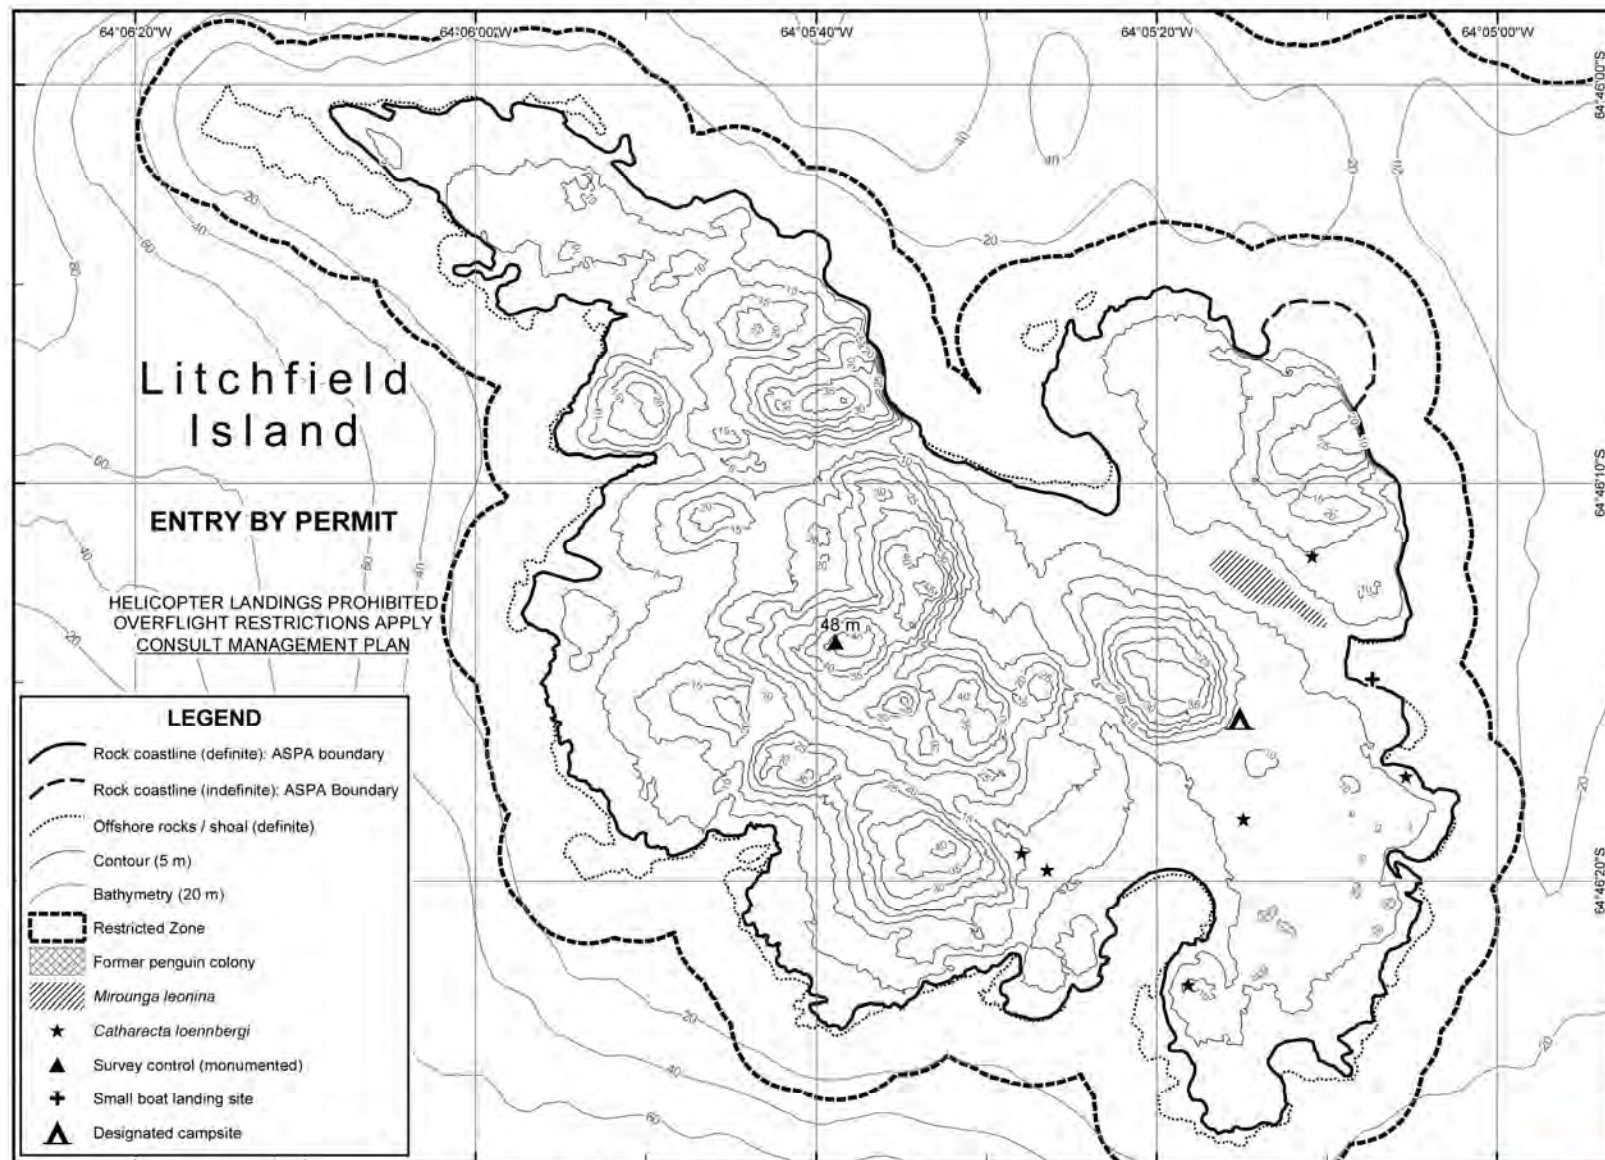 64°06'20"W
64°06'00"W
64°05'40"W
64°05'20"W
64°05'00"W
64°46'00"S
64°46'10"S
64°46'20"S
Litchfield
Island
ENTRY BY PERMIT
HELICOPTER LANDINGS PROHIBITED
OVERFLIGHT RESTRICTIONS APPLY
CONSULT MANAGEMENT PLAN
48 m
LEGEND
Rock coastline (definite): ASPA boundary
Rock coastline (indefinite): ASPA Boundary
Offshore rocks / shoal (definite)
Contour (5 m)
Bathymetry (20 m)
Restricted Zone
Former penguin colony
Mirounga leonina
Catharacta loennbergi
Survey control (monumented)
Small boat landing site
Designated campsite